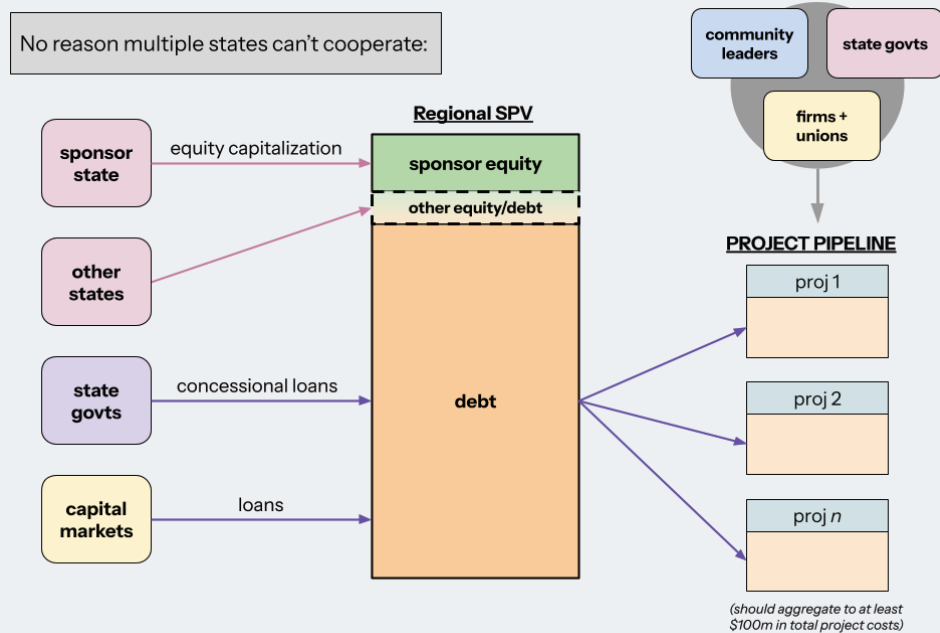 No reason multiple states can't cooperate:
community
leaders
state govts
firms +
unions
Regional SPV
sponsor
state
equity capitalization
sponsor equity
other equity/debt
other
states
PROJECT PIPELINE
proj 1
state
govts
concessional loans
debt
proj 2
capital
markets
loans
proj n
(should aggregate to at least
$100m in total project costs)